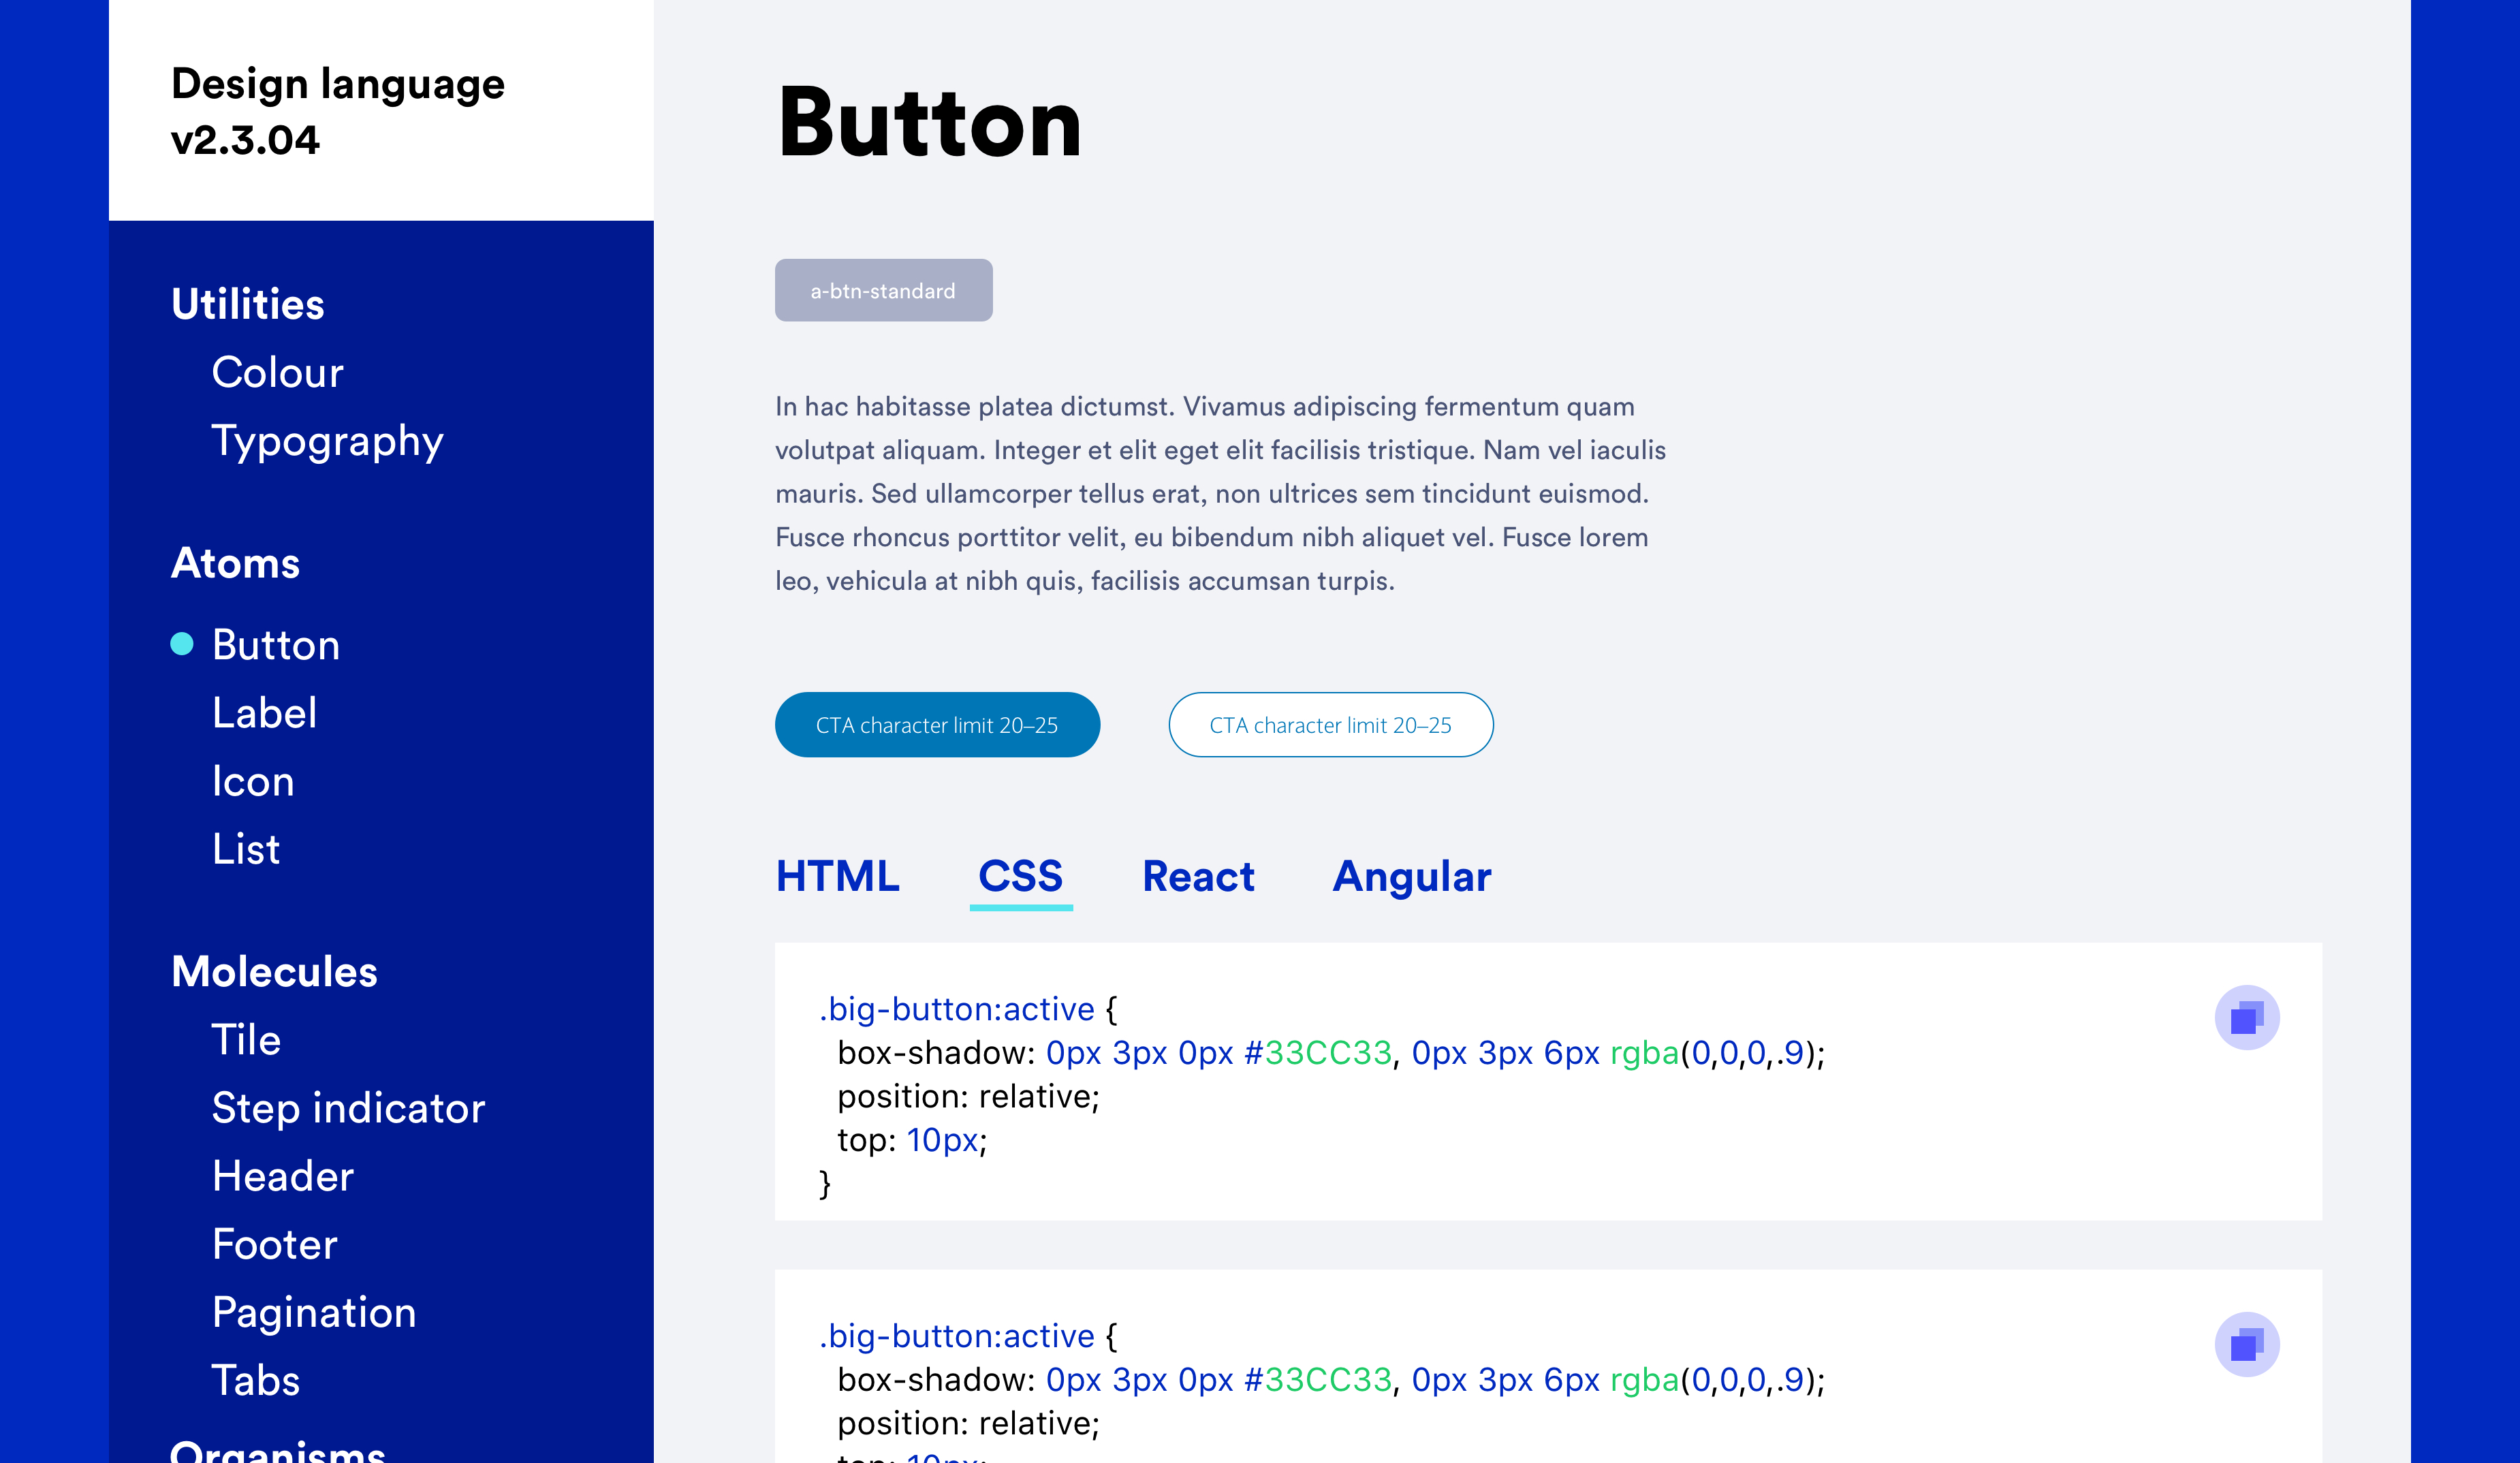 Design language
v2.3.04
Utilities
Colour
Typography
Atoms
Button
Label
Icon
List
Molecules
Tile
Step indicator
Header
Footer
Pagination
Tabs
Organisms
Button
a-btn-standard
In hac habitasse platea dictumst. Vivamus adipiscing fermentum quam
volutpat aliquam. Integer et elit eget elit facilisis tristique. Nam vel iaculis
mauris. Sed ullamcorper tellus erat, non ultrices sem tincidunt euismod.
Fusce rhoncus porttitor velit, eu bibendum nibh aliquet vel. Fusce lorem
leo, vehicula at nibh quis, facilisis accumsan turpis.
CTA character limit 20–25
CTA character limit 20–25
HTML CSS React Angular
.big-button:active {
box-shadow: 0px 3px 0px #33CC33, 0px 3px 6px rgba(0,0,0,.9);
position: relative;
top: 10px;
}
.big-button:active {
box-shadow: 0px 3px 0px #33CC33, 0px 3px 6px rgba(0,0,0,.9);
position: relative;
top: 10px;